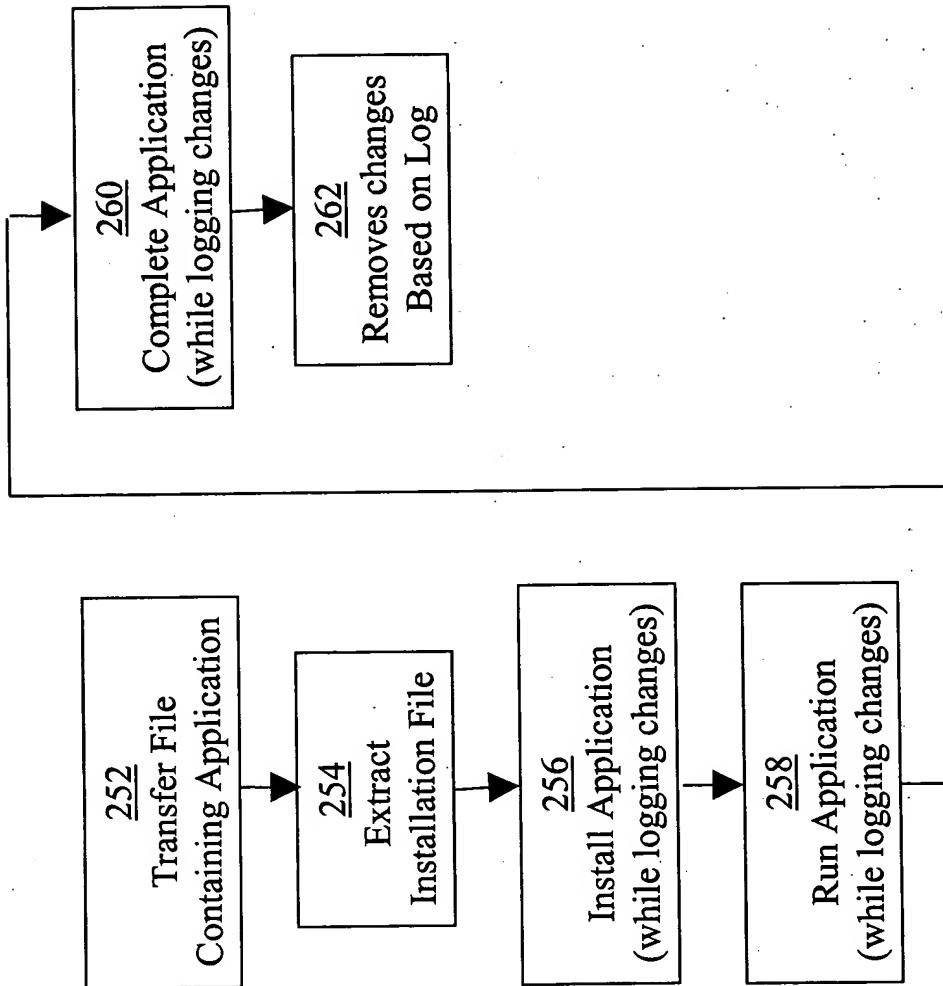 252
Transfer File
Containing Application
254
Extract
Installation File
256
Install Application
(while logging changes)
258
Run Application
(while logging changes)
260
Complete Application
(while logging changes)
262
Removes changes
Based on Log